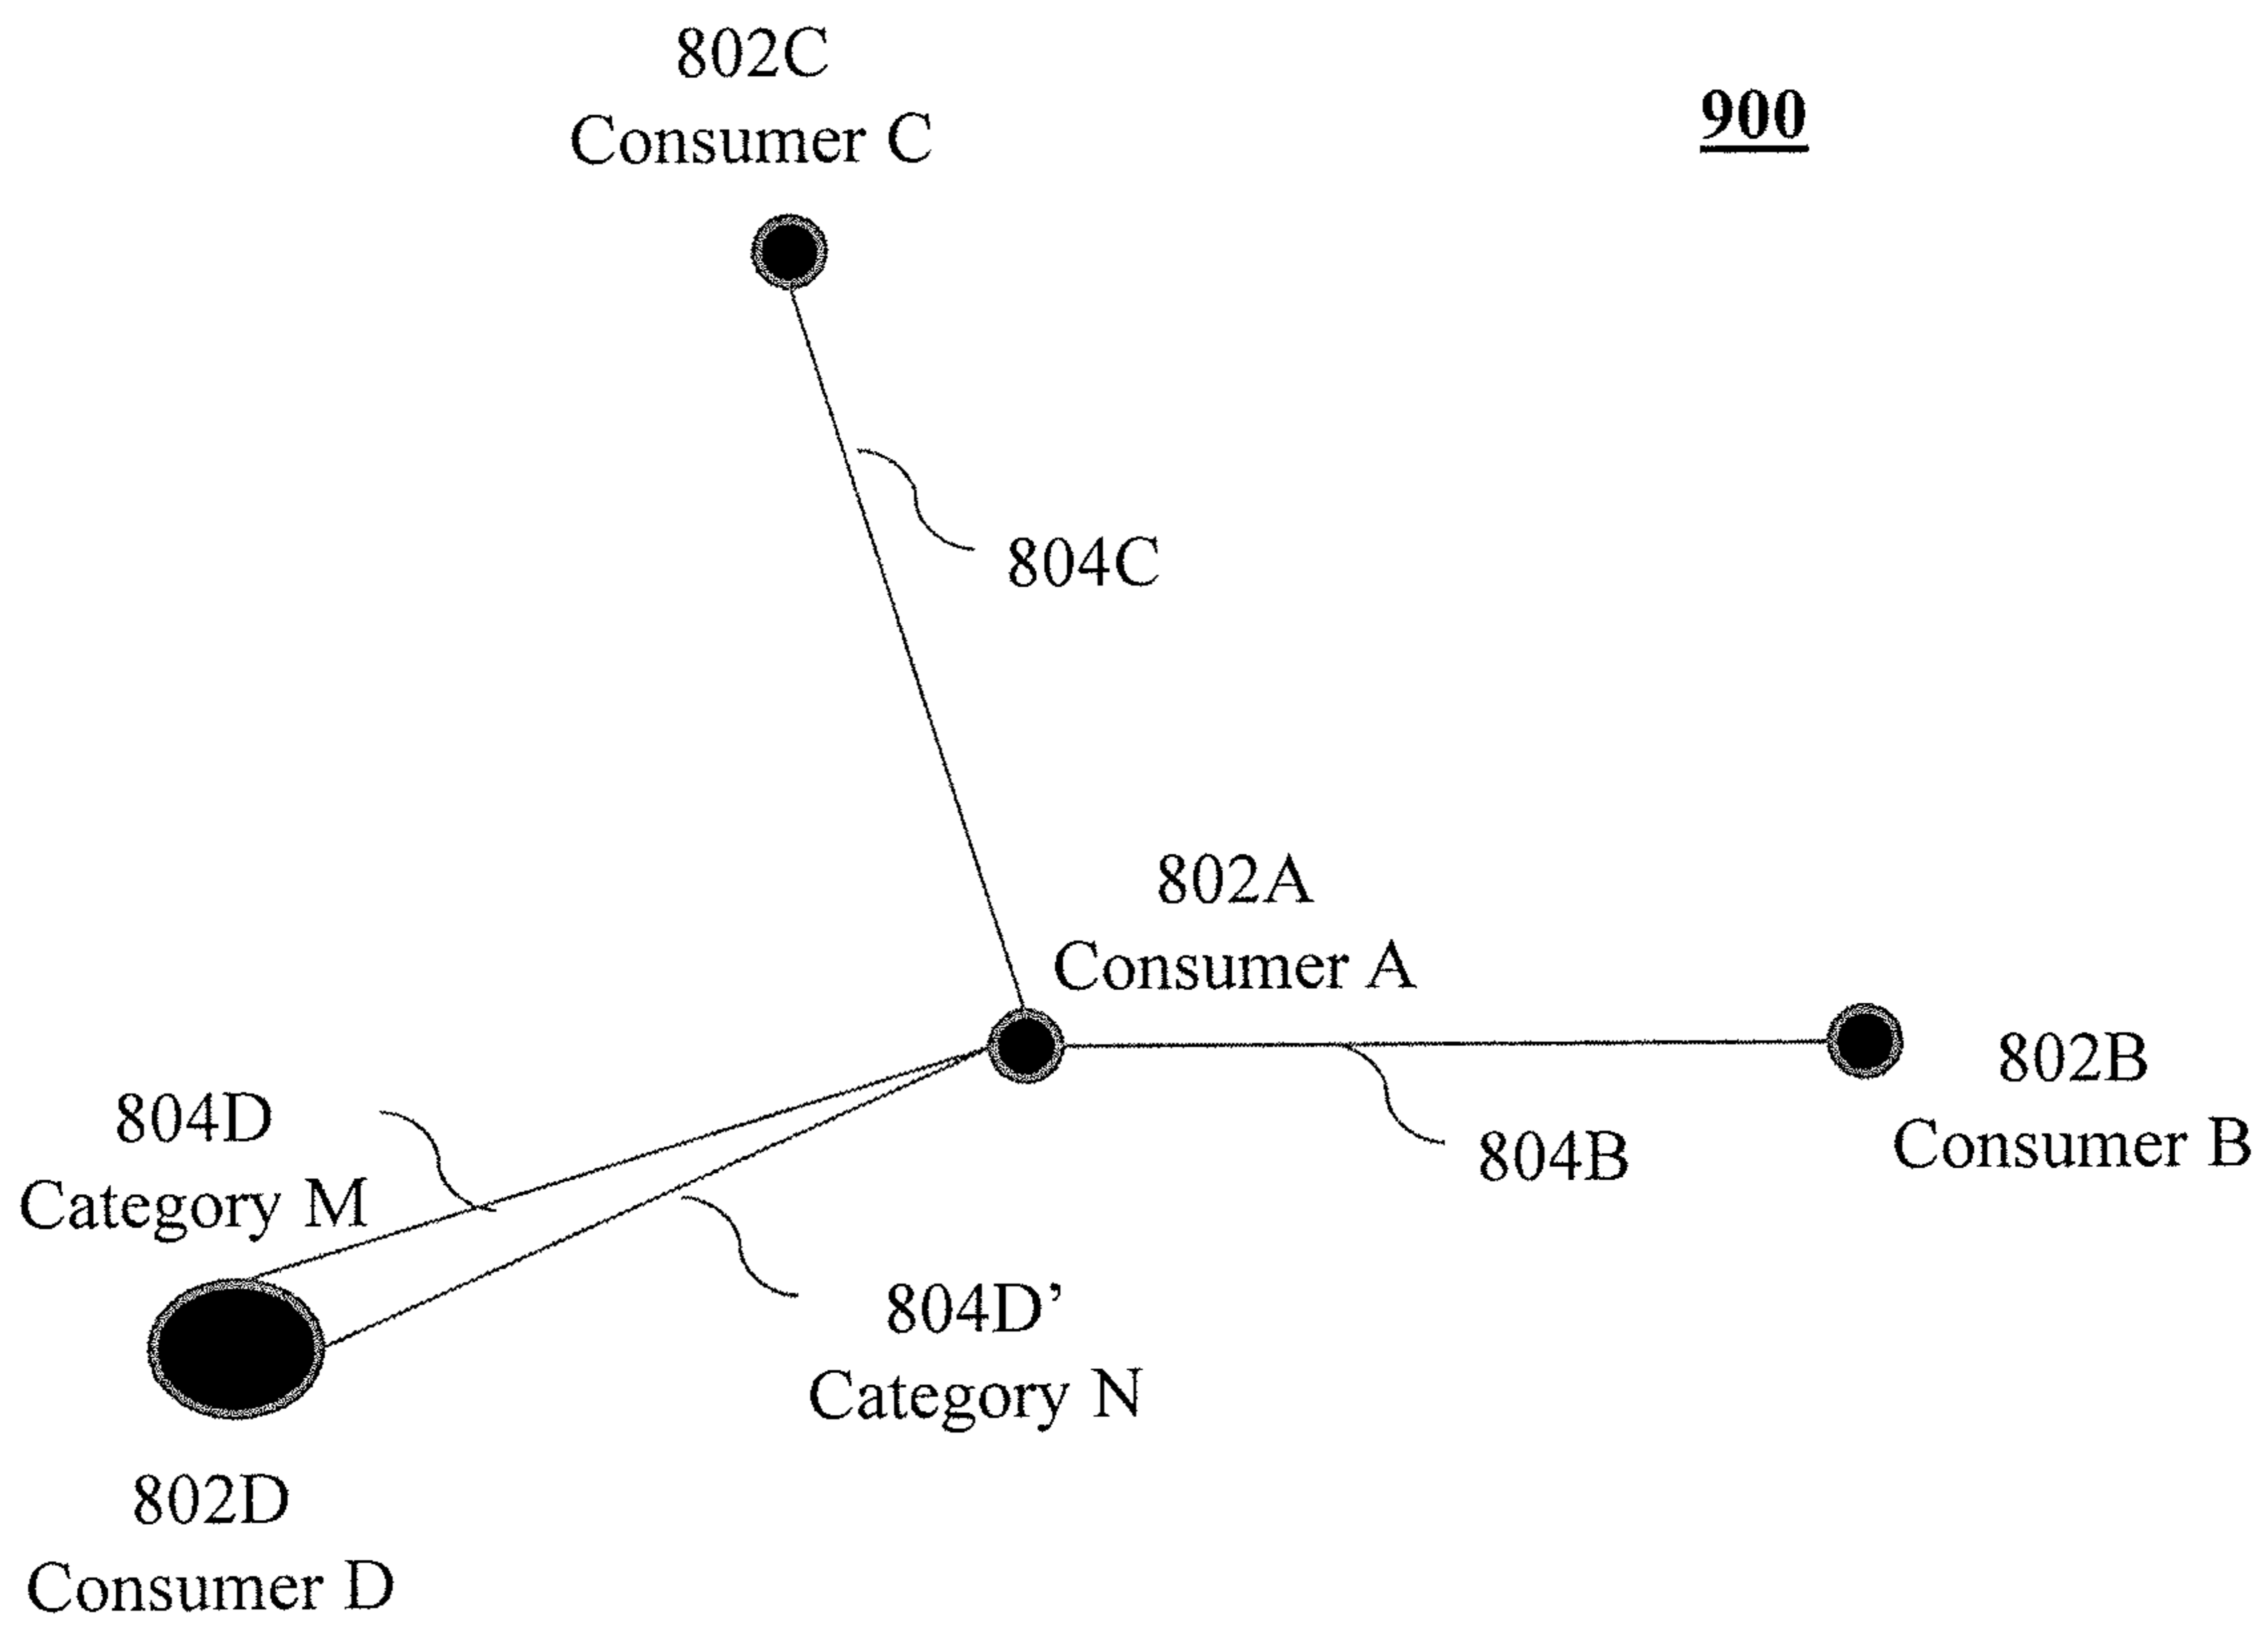 802C
Consumer C
900
804C
802A
Consumer A
802B
Consumer B
804B
804D
Category M
804D’
Category N
802D
Consumer D